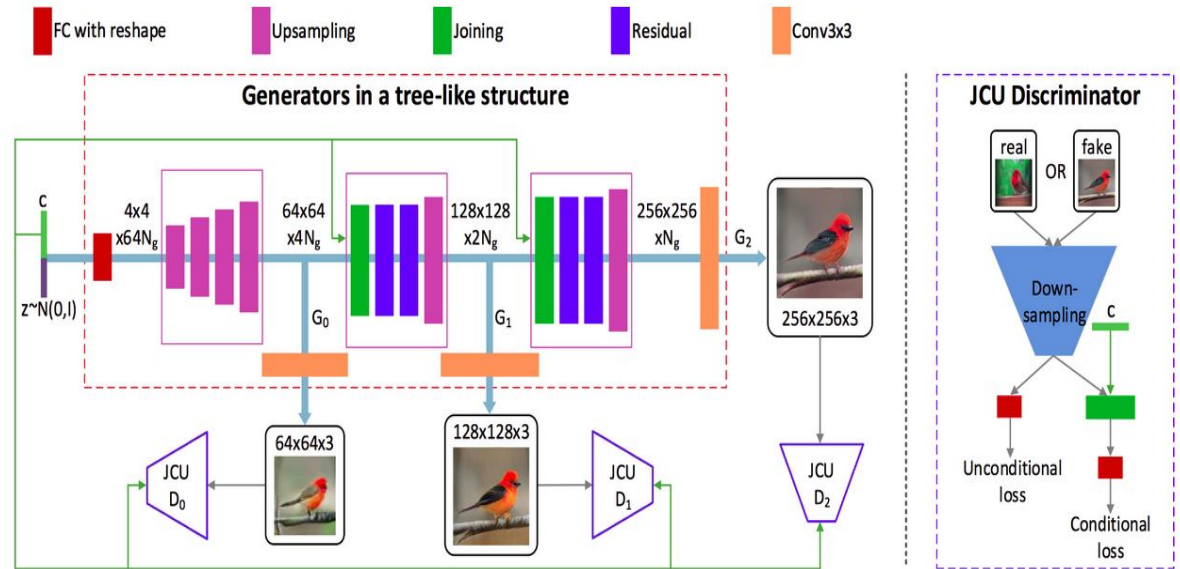 FC with reshape
Upsampling
Joining
Residual
Conv3x3
Generators in a tree-like structure
JCU Discriminator
real
OR
fake
c
4x4
x64Ng
64x64
x4Ng
128x128
x2Ng
256x256
xNg
G2
z~N(0,I)
G0
G1
256x256x3
Down-
sampling
c
64x64x3
128x128x3
JCU
D0
JCU
D1
JCU
D2
Unconditional
loss
Conditional
loss